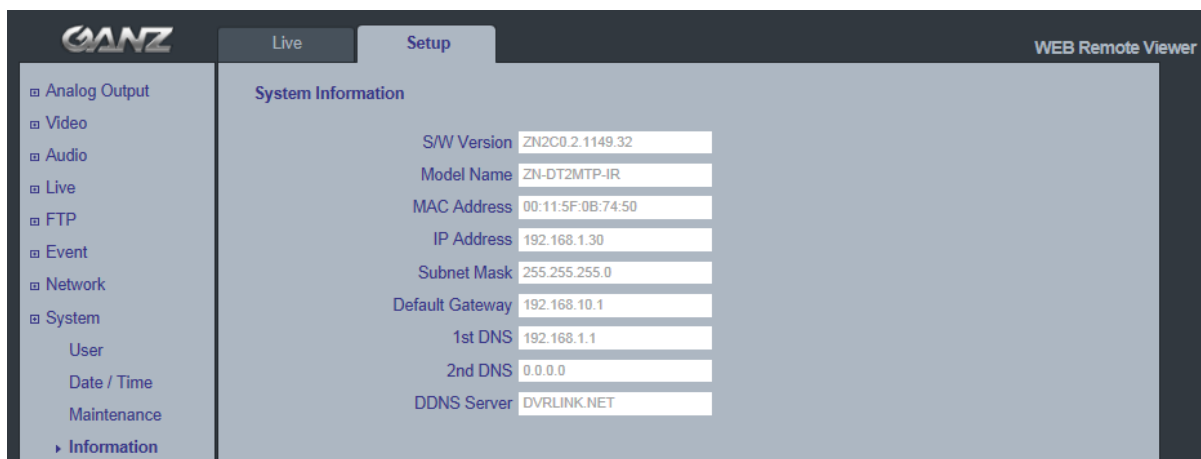 GANZ
Live
Setup
WEB Remote Viewer
Analog Output
Video
Audio
Live
FTP
Event
Network
System
User
Date / Time
Maintenance
Information
System Information
S/W Version ZN2C0.2.1149.32
Model Name ZN-DT2MTP-IR
MAC Address 00:11:5F:0B:74:50
IP Address 192.168.1.30
Subnet Mask 255.255.255.0
Default Gateway 192.168.10.1
1st DNS 192.168.1.1
2nd DNS 0.0.0.0
DDNS Server DVRLINK.NET